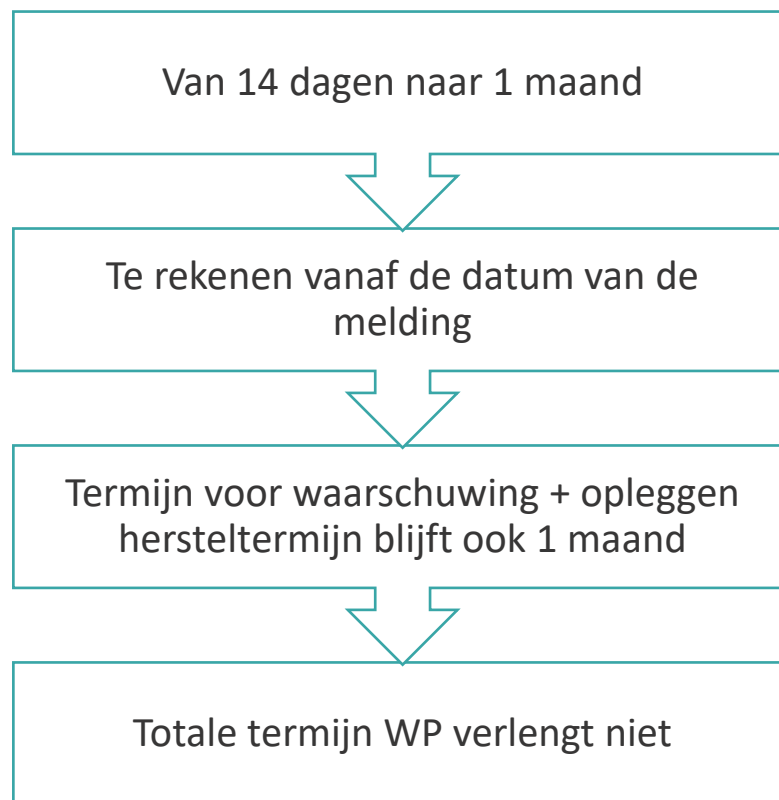 Van 14 dagen naar 1 maand
Te rekenen vanaf de datum van de
melding
Termijn voor waarschuwing + opleggen
hersteltermijn blijft ook 1 maand
Totale termijn WP verlengt niet